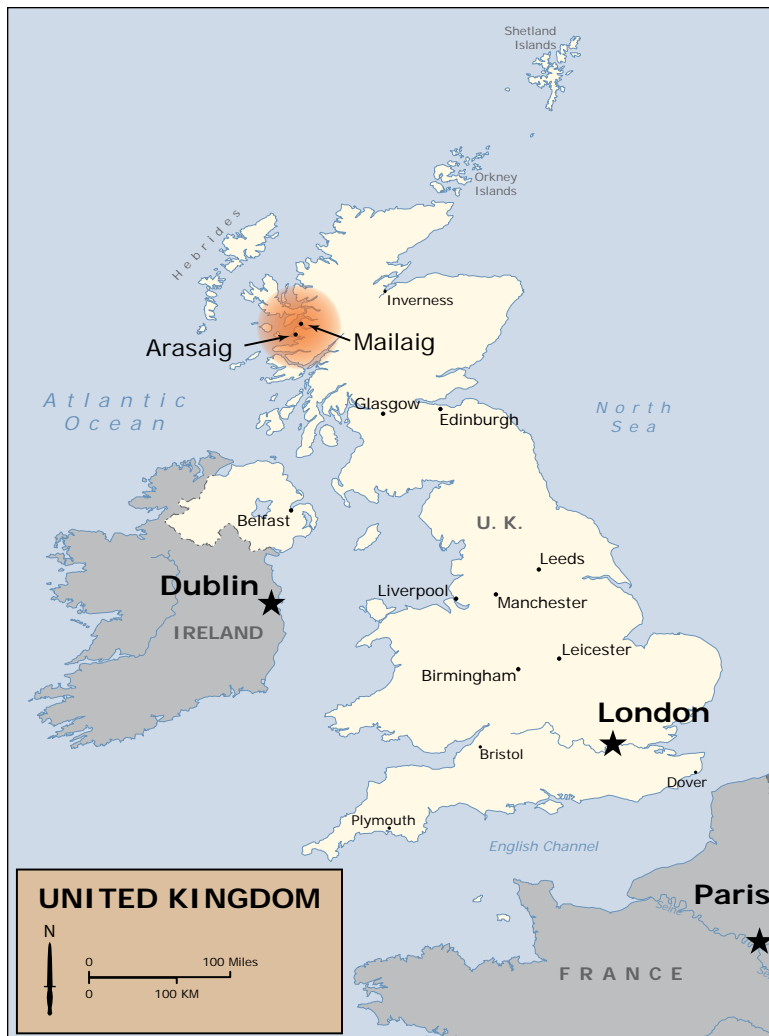 Shetland
Islands
Orkney
Islands
Hebrides
Inverness
Arasaig
Mailaig
Atlantic
Ocean
North
Sea
Glasgow
Edinburgh
Belfast
U. K.
Leeds
Dublin
Liverpool
Manchester
IRELAND
Leicester
Birmingham
London
Bristol
Dover
Plymouth
English Channel
UNITED KINGDOM
Paris
Seine
N
0 100 Miles
0 100 KM
FRANCE
Se